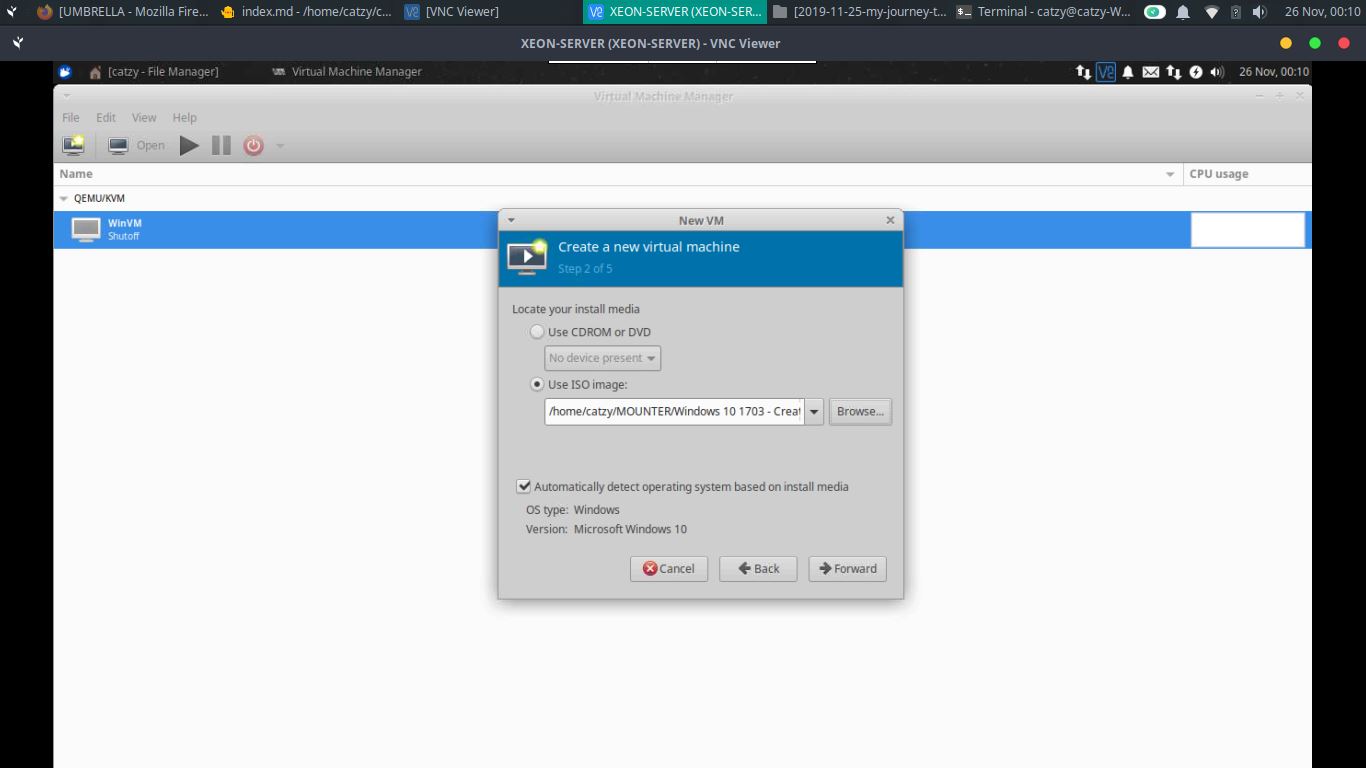 [UMBRELLA - Mozilla Fire... index.md - /home/catzy/c... [VNC Viewer] XEON-SERVER (XEON-SER... [2019-11-25-my-journey-t... Terminal - catzy@catzy-W... 26 Nov, 00:10
XEON-SERVER (XEON-SERVER) - VNC Viewer
[catzy - File Manager] Virtual Machine Manager 26 Nov, 00:10
Virtual Machine Manager
File Edit View Help
Open
Name CPU usage
QEMU/KVM
WinVM
Shutoff
New VM
Create a new virtual machine
Step 2 of 5
Locate your install media
Use CDROM or DVD
No device present
Use ISO image:
/home/catzy/MOUNTER/Windows 10 1703 - Creat
Browse...
Automatically detect operating system based on install media
OS type: Windows
Version: Microsoft Windows 10
Cancel Back Forward